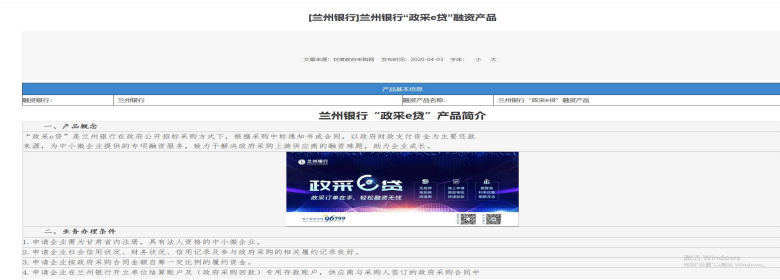 [兰州银行]兰州银行“政采e贷”融资产品
文章来源：甘肃政府采购网 发布时间：2020-04-03 字体： 小 大
产品基本信息
融资银行： 兰州银行 融资产品名称： 兰州银行“政采e贷”融资产品
兰州银行“政采e贷”产品简介
一、产品概念
“政采e贷”是兰州银行在政府公开招标采购方式下，根据采购中标通知书或合同，以政府财政支付资金为主要还款
来源，为中小微企业提供的专项融资服务，致力于解决政府采购上游供应商的融资难题，助力企业成长。
兰州银行
政采e贷
政采订单在手，轻松融资无忧
96799
二、业务办理条件
1.申请企业需为甘肃省内注册，具有法人资格的中小微企业。
2.申请企业社会信用状况、财务状况、信用记录及参与政府采购的相关履约记录良好。
3.申请企业按政府采购合同金额自筹一定比例的履约资金。
4.申请企业在兰州银行开立单位结算账户及（政府采购回款）专用存款账户，供应商与采购人签订的政府采购合同中
激活 Windows